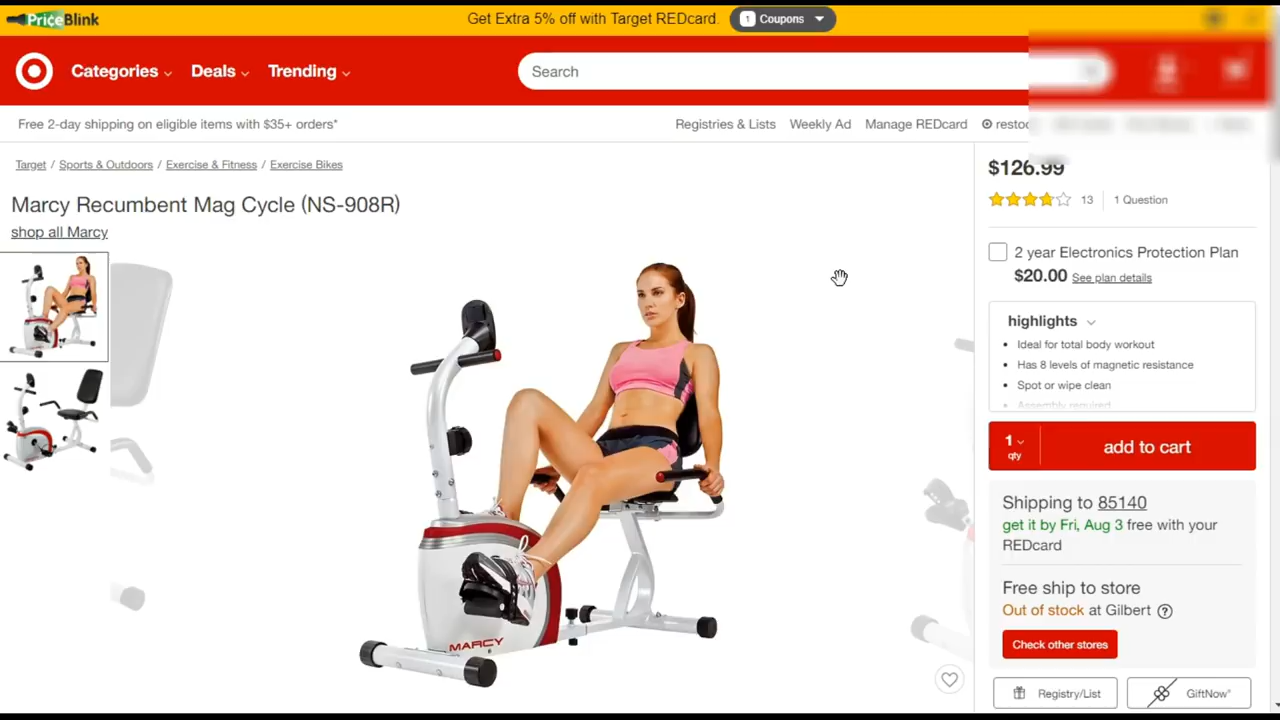 PriceBlink
Get Extra 5% off with Target REDcard.
1 Coupons
Categories Deals Trending
Search
Free 2-day shipping on eligible items with $35+ orders*
Registries & Lists Weekly Ad Manage REDcard
Target / Sports & Outdoors / Exercise & Fitness / Exercise Bikes
Marcy Recumbent Mag Cycle (NS-908R)
shop all Marcy
MARCY
$126.99
13 1 Question
2 year Electronics Protection Plan
$20.00 See plan details
highlights
• Ideal for total body workout
• Has 8 levels of magnetic resistance
• Spot or wipe clean
• Assembly required
1 qty
add to cart
Shipping to 85140
get it by Fri, Aug 3 free with your
REDcard
Free ship to store
Out of stock at Gilbert ?
Check other stores
Registry/List
GiftNow*